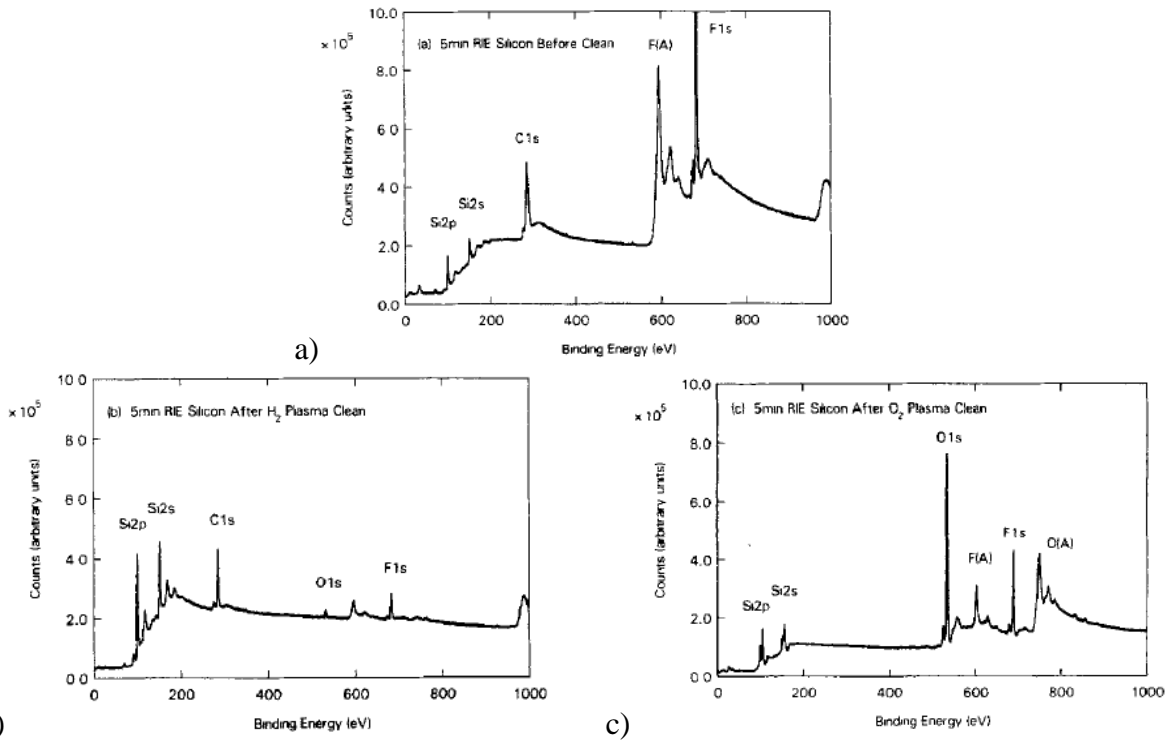 10.0
× 10⁵
(a) 5min RIE Silicon Before Clean
F(A)
F1s
8.0
6.0
C1s
4.0
Si2s
Si2p
2.0
0.0
0 200 400 600 800 1000
Counts (arbitrary units)
Binding Energy (eV)
a)
10 0
× 10⁵
(b) 5min RIE Silicon After H₂ Plasma Clean
8 0
6 0
Si2s
Si2p
C1s
4 0
O1s
F1s
2 0
0 0
0 200 400 600 800 1000
Counts (arbitrary units)
Binding Energy (eV)
)
10.0
× 10⁵
(c) 5min RIE Silicon After O₂ Plasma Clean
O1s
8.0
6.0
F1s
O(A)
F(A)
4.0
Si2s
Si2p
2.0
0.0
0 200 400 600 800 1000
Counts (arbitrary units)
Binding Energy (eV)
c)